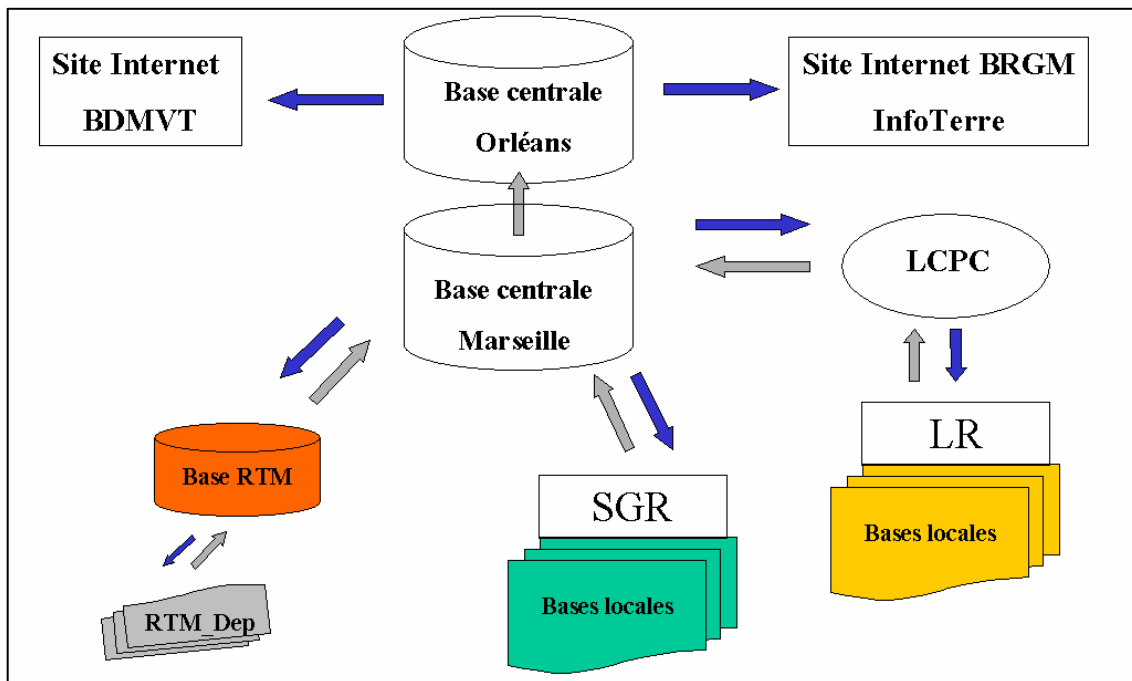 Site Internet
BDMVT
Base centrale
Orléans
Site Internet BRGM
InfoTerre
Base centrale
Marseille
LCPC
Base RTM
RTM_Dep
SGR
Bases locales
LR
Bases locales